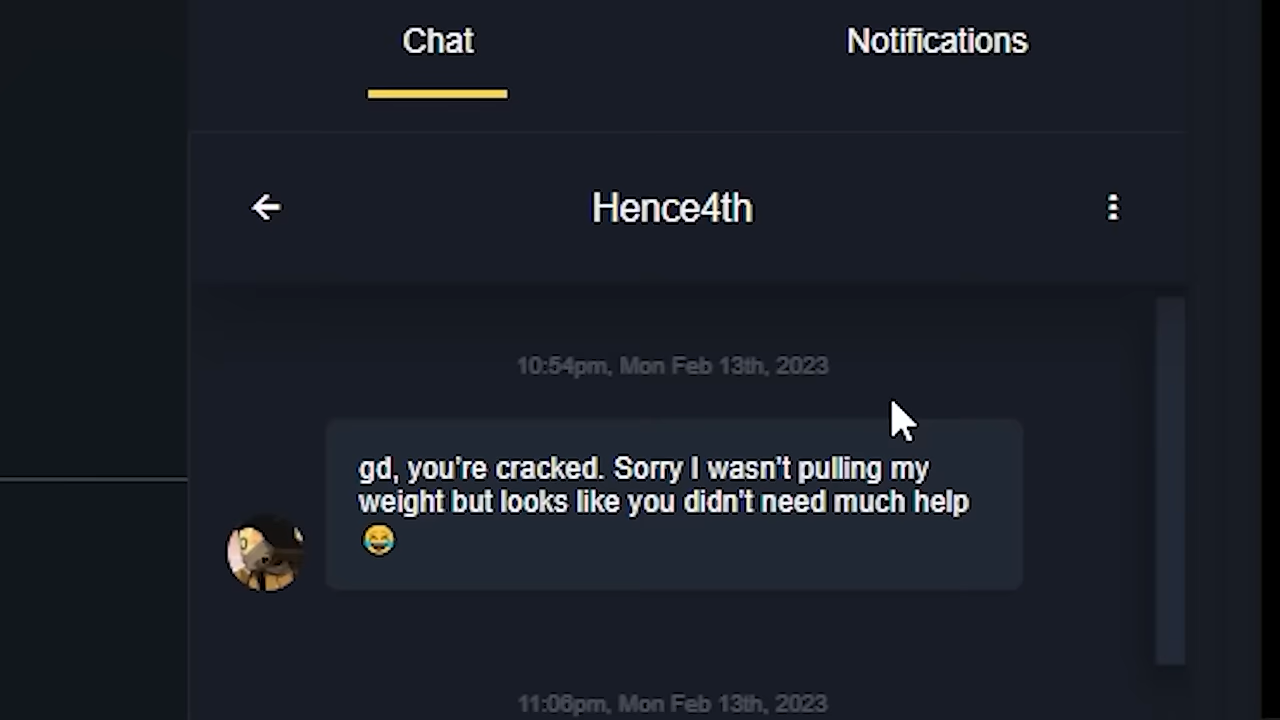 Chat
Notifications
Hence4th
10:54pm, Mon Feb 13th, 2023
gd, you're cracked. Sorry I wasn't pulling my
weight but looks like you didn't need much help
😂
11:06pm, Mon Feb 13th, 2023